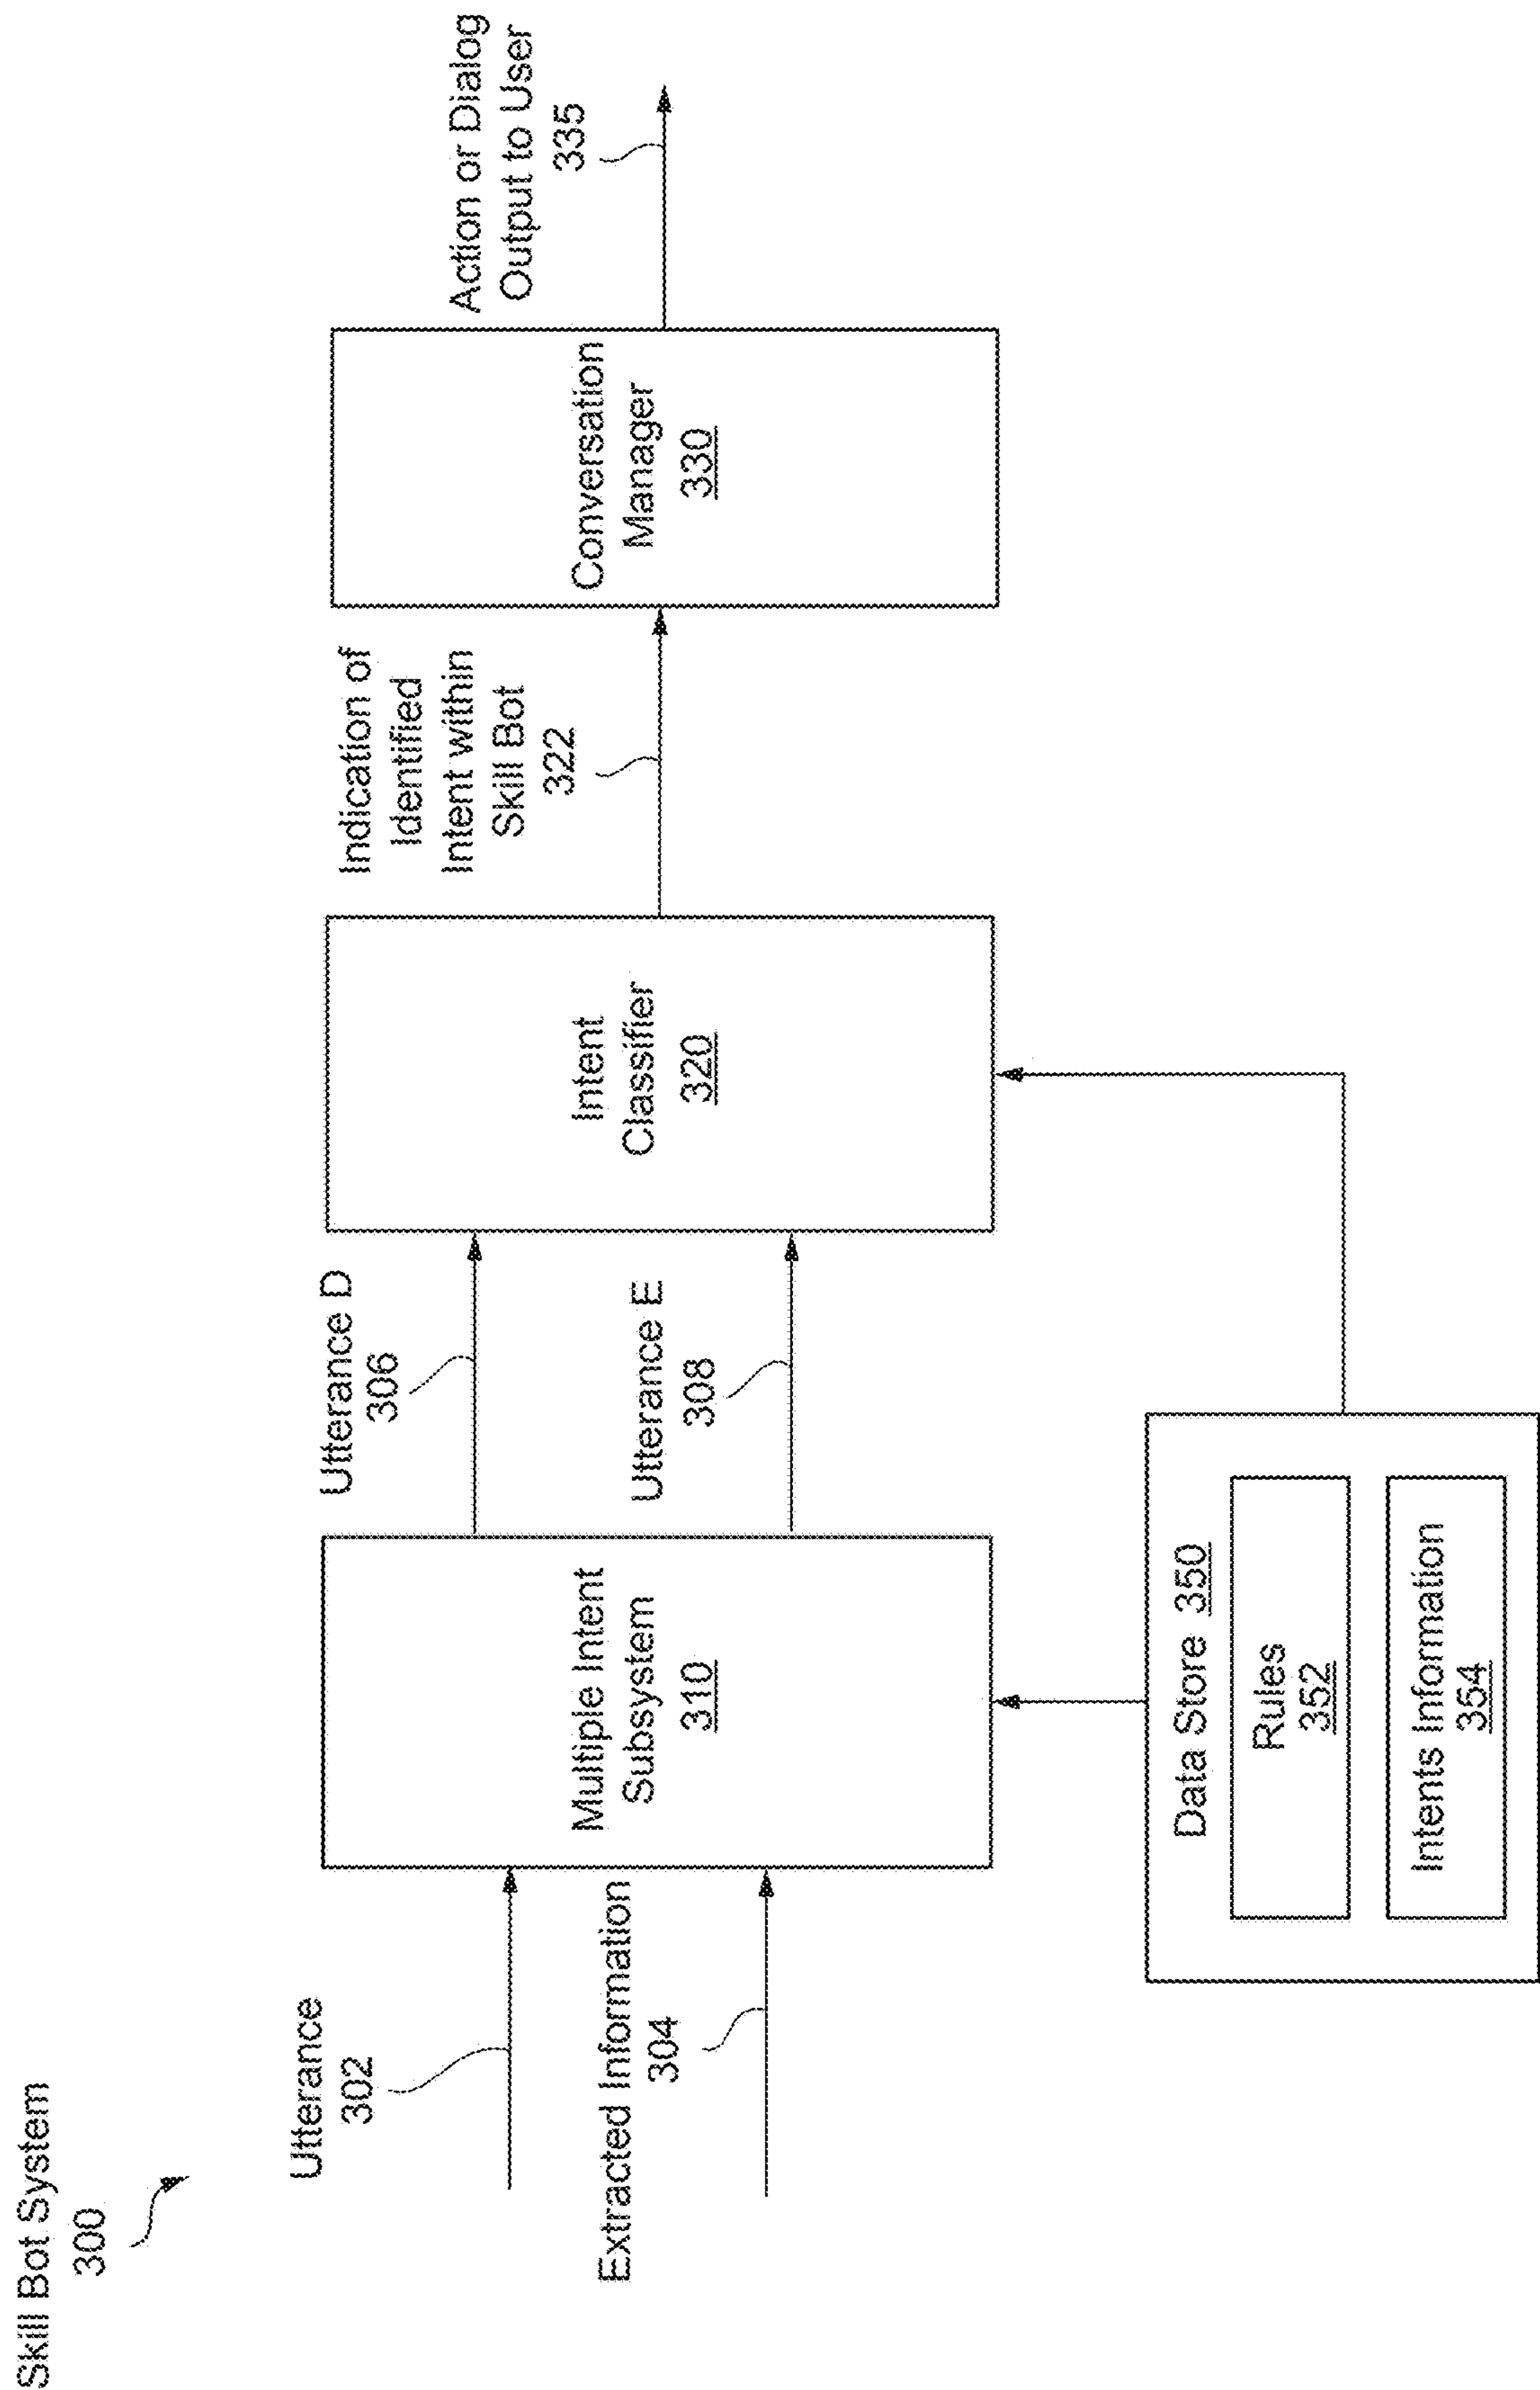 Skill Bot System
300
Utterance
302
Extracted Information
304
Multiple Intent
Subsystem
310
Utterance D
306
Utterance E
308
Intent
Classifier
320
Indication of
Identified
Intent within
Skill Bot
322
Conversation
Manager
330
Action or Dialog
Output to User
335
Data Store 350
Rules
352
Intents Information
354